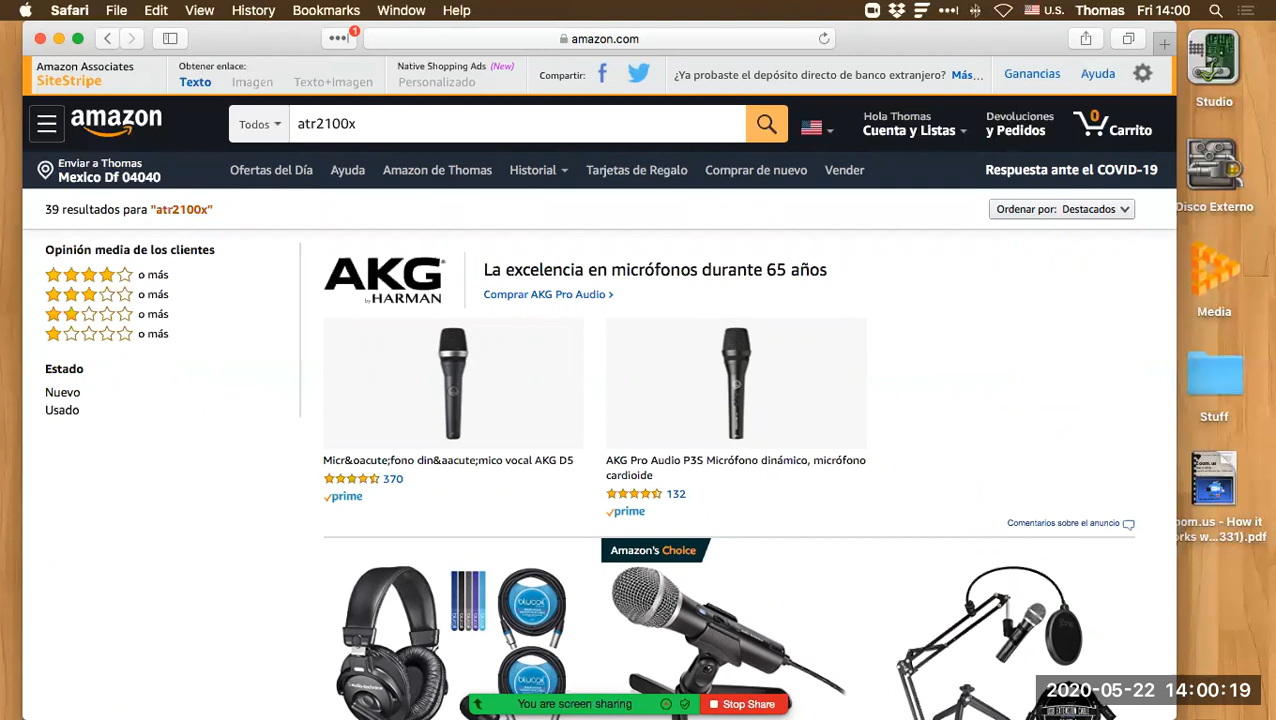 Safari File Edit View History Bookmarks Window Help
U.S. Thomas Fri 14:00
1
amazon.com
Amazon Associates
SiteStripe
Obtener enlace:
Texto Imagen Texto+Imagen
Native Shopping Ads (New)
Personalizado
Compartir:
¿Ya probaste el depósito directo de banco extranjero? Más...
Ganancias Ayuda
amazon
Todos
atr2100x
Hola Thomas
Cuenta y Listas
Devoluciones
y Pedidos
0
Carrito
Enviar a Thomas
Mexico Df 04040
Ofertas del Día Ayuda Amazon de Thomas Historial Tarjetas de Regalo Comprar de nuevo Vender
Respuesta ante el COVID-19
39 resultados para "atr2100x"
Ordenar por: Destacados
Opinión media de los clientes
o más
o más
o más
o más
Estado
Nuevo
Usado
AKG
by HARMAN
La excelencia en micrófonos durante 65 años
Comprar AKG Pro Audio ›
Micr&oacute;fono din&aacute;mico vocal AKG D5
370
prime
AKG Pro Audio P3S Micrófono dinámico, micrófono
cardioide
132
prime
Comentarios sobre el anuncio
Amazon's Choice
blucoil
blucoil
audio-technica
You are screen sharing
Stop Share
2020-05-22 14:00:19
Studio
Disco Externo
Media
Stuff
oom.us - How it
orks w...331).pdf